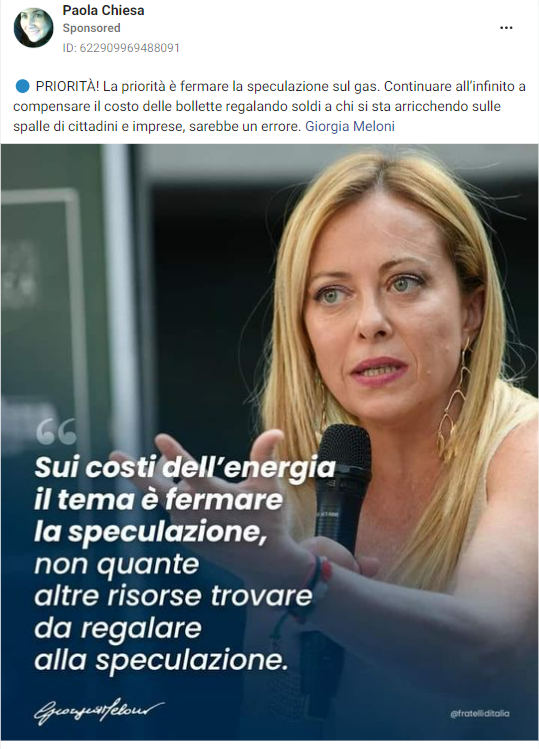 Paola Chiesa
Sponsored
ID: 622909969488091
PRIORITÀ! La priorità è fermare la speculazione sul gas. Continuare all’infinito a
compensare il costo delle bollette regalando soldi a chi si sta arricchendo sulle
spalle di cittadini e imprese, sarebbe un errore. Giorgia Meloni
“
Sui costi dell’energia
il tema è fermare
la speculazione,
non quante
altre risorse trovare
da regalare
alla speculazione.
Giorgia Meloni
@fratelliditalia